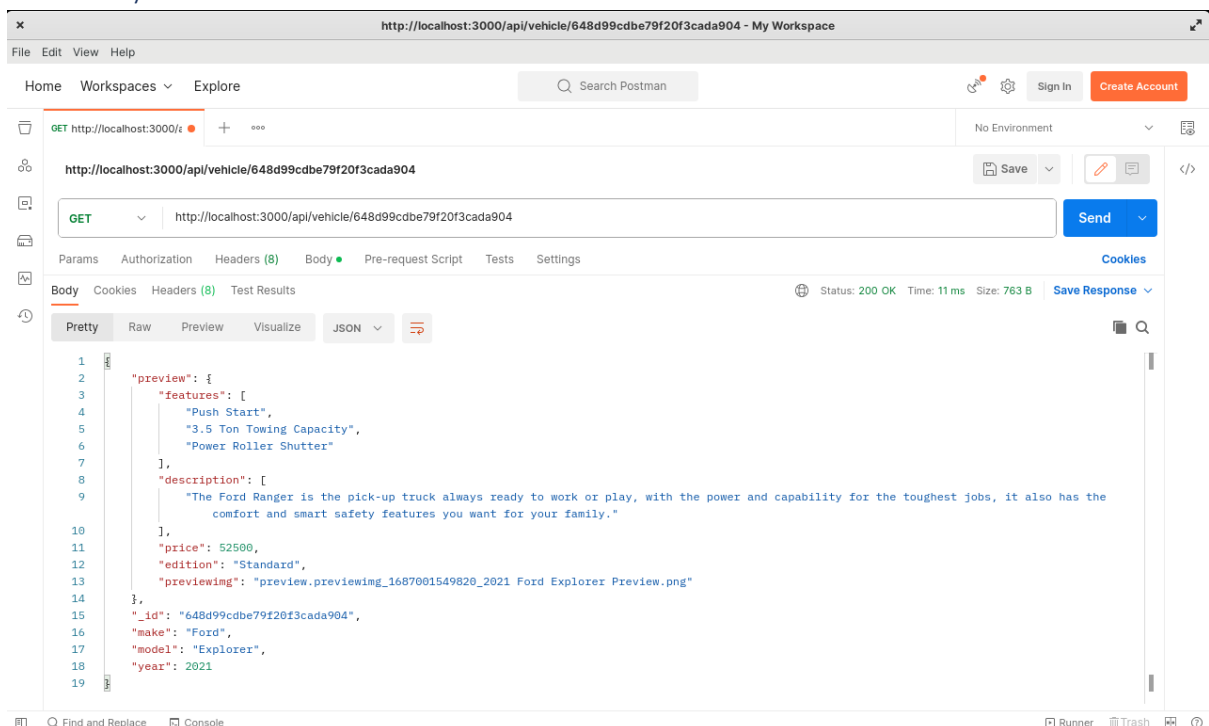 http://localhost:3000/api/vehicle/648d99cdbe79f20f3cada904 - My Workspace
File Edit View Help
Home Workspaces Explore Search Postman Sign In Create Account
GET http://localhost:3000/a No Environment
http://localhost:3000/api/vehicle/648d99cdbe79f20f3cada904 Save
GET http://localhost:3000/api/vehicle/648d99cdbe79f20f3cada904 Send
Params Authorization Headers (8) Body Pre-request Script Tests Settings Cookies
Body Cookies Headers (8) Test Results Status: 200 OK Time: 11 ms Size: 763 B Save Response
Pretty Raw Preview Visualize JSON
1 {
2 "preview": {
3 "features": [
4 "Push Start",
5 "3.5 Ton Towing Capacity",
6 "Power Roller Shutter"
7 ],
8 "description": [
9 "The Ford Ranger is the pick-up truck always ready to work or play, with the power and capability for the toughest jobs, it also has the
comfort and smart safety features you want for your family."
10 ],
11 "price": 52500,
12 "edition": "Standard",
13 "previewimg": "preview.previewimg_1687001549820_2021 Ford Explorer Preview.png"
14 },
15 "_id": "648d99cdbe79f20f3cada904",
16 "make": "Ford",
17 "model": "Explorer",
18 "year": 2021
19 }
Find and Replace Console Runner Trash